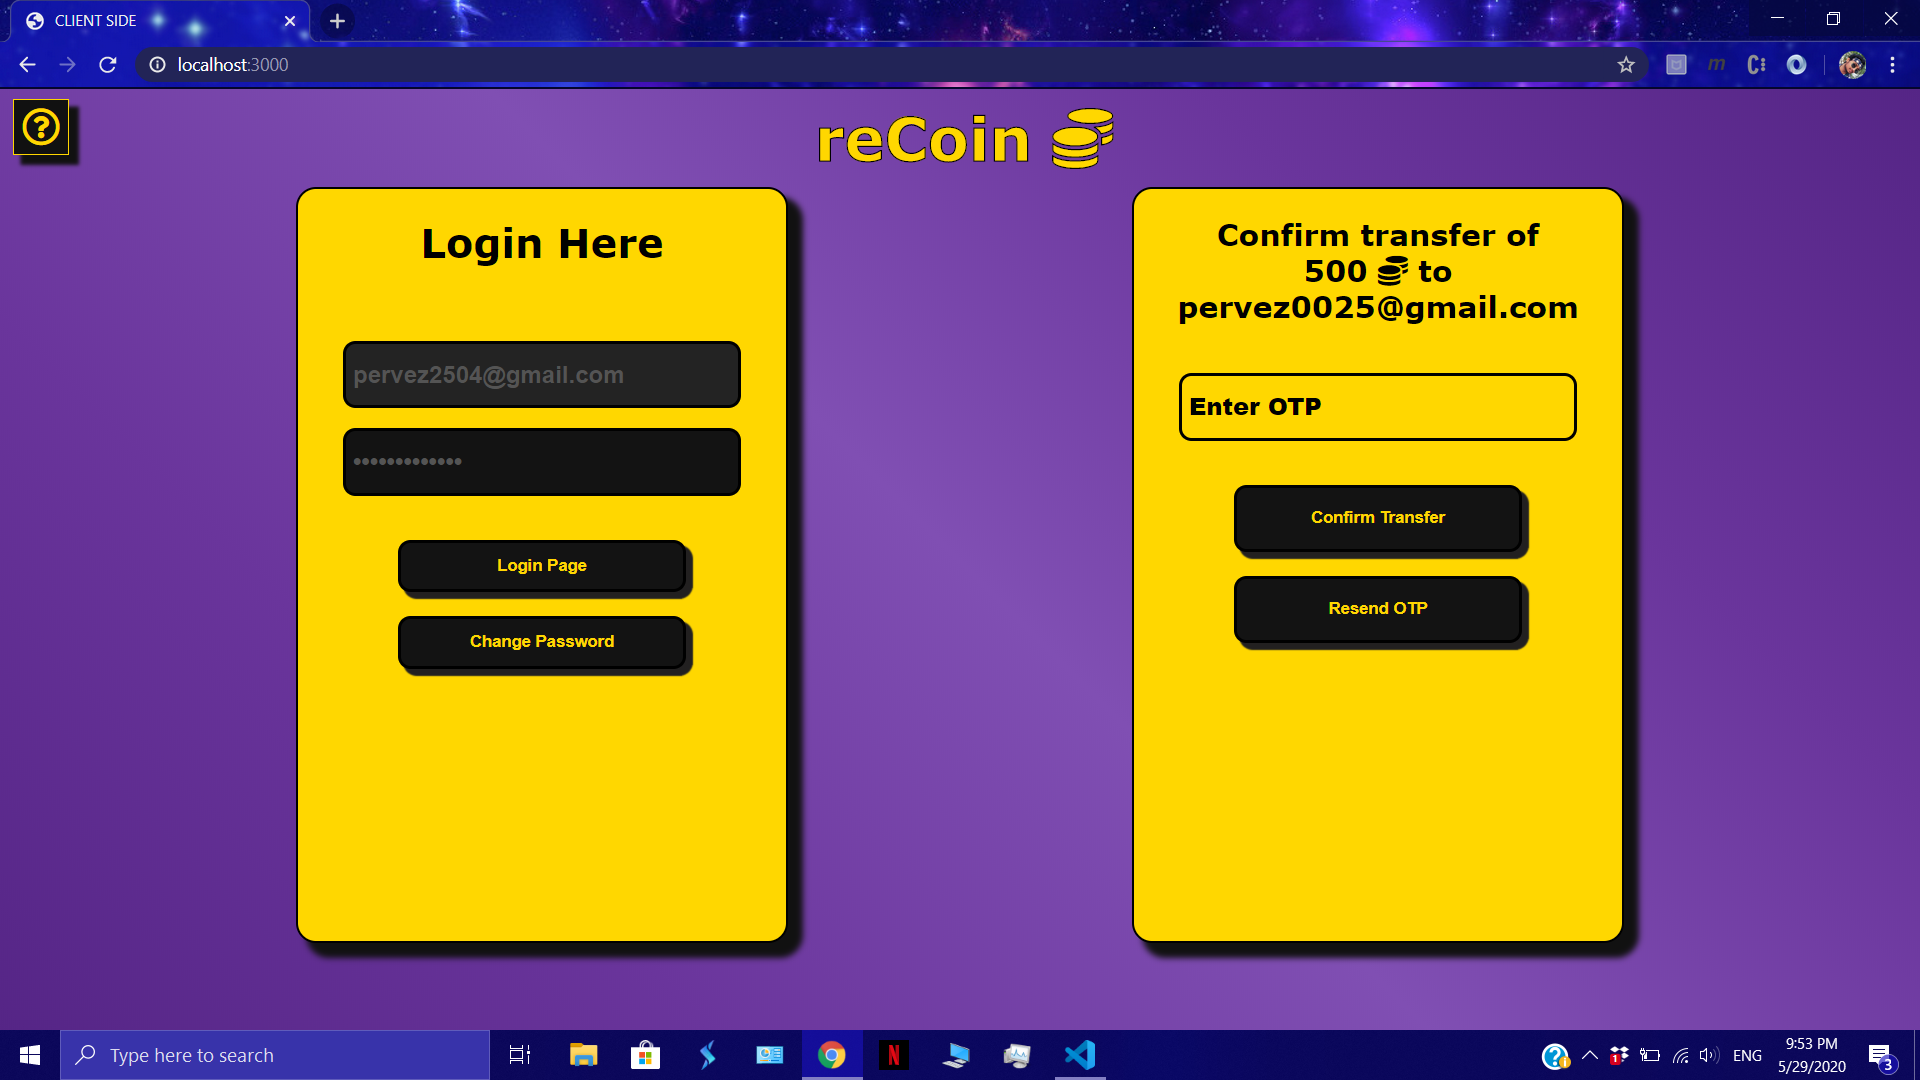 CLIENT SIDE
localhost:3000
reCoin
Login Here
pervez2504@gmail.com
•••••••••••••
Login Page
Change Password
Confirm transfer of
500 to
pervez0025@gmail.com
Enter OTP
Confirm Transfer
Resend OTP
Type here to search
1
ENG
9:53 PM
5/29/2020
3